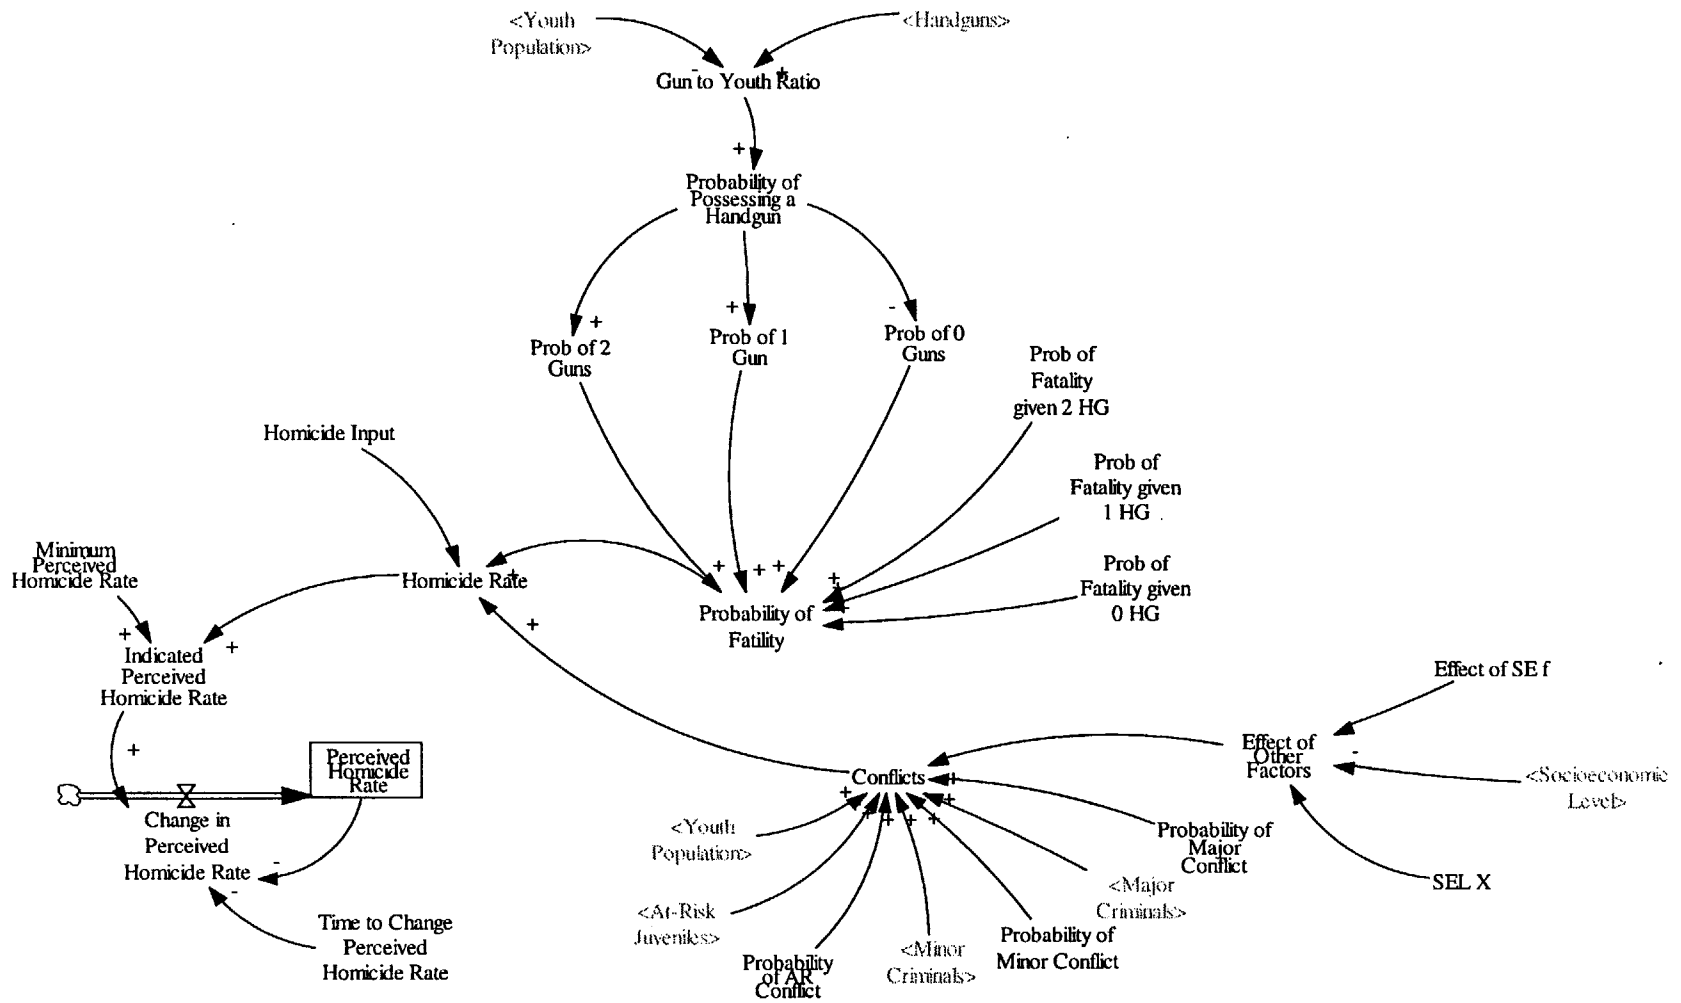 <Youth
Population>
<Handguns>
Gun to Youth Ratio
-
+
+
Probability of
Possessing a
Handgun
+
+
-
Prob of 2
Guns
Prob of 1
Gun
Prob of 0
Guns
Prob of
Fatality
given 2 HG
Homicide Input
Prob of
Fatality given
1 HG
Minimum
Perceived
Homicide Rate
Homicide Rate
+
+
+
+
+
+
Prob of
Fatality given
0 HG
Probability of
Fatility
+
+
+
Indicated
Perceived
Homicide Rate
Effect of SE f
+
Perceived
Homicide
Rate
Effect of
Other
Factors
-
<Socioeconomic
Level>
Conflicts
+
+
+
+
+
+
+
Change in
Perceived
Homicide Rate
-
-
<Youth
Population>
Probability of
Major
Conflict
SEL X
<Major
Criminals>
<At-Risk
Juveniles>
Time to Change
Perceived
Homicide Rate
Probability
of AR
Conflict
<Minor
Criminals>
Probability of
Minor Conflict